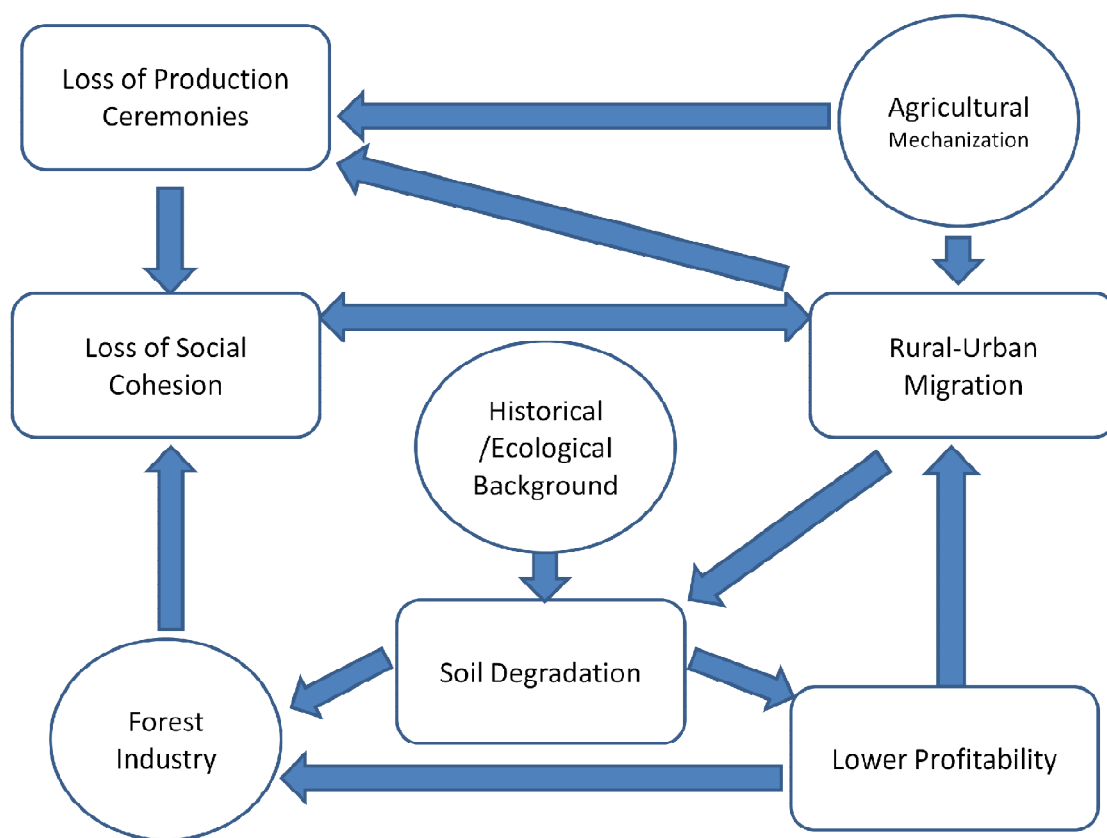 Loss of Production
Ceremonies
Agricultural
Mechanization
Loss of Social
Cohesion
Rural-Urban
Migration
Historical
/Ecological
Background
Soil Degradation
Forest
Industry
Lower Profitability